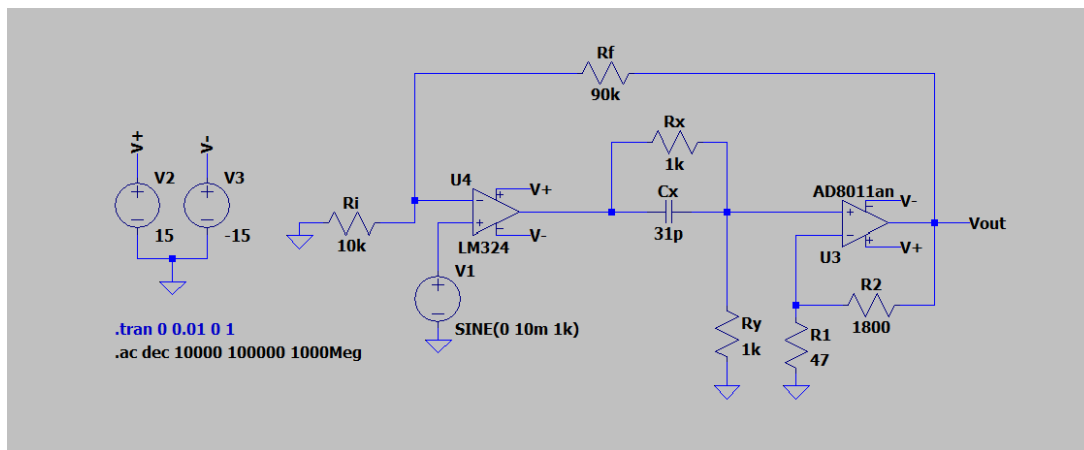 Rf
90k
Rx
1k
Cx
31p
V+
V-
V2
15
V3
-15
Ri
10k
U4
V+
V-
LM324
V1
SINE(0 10m 1k)
AD8011an
V-
V+
U3
Vout
R2
1800
R1
47
Ry
1k
.tran 0 0.01 0 1
.ac dec 10000 100000 1000Meg